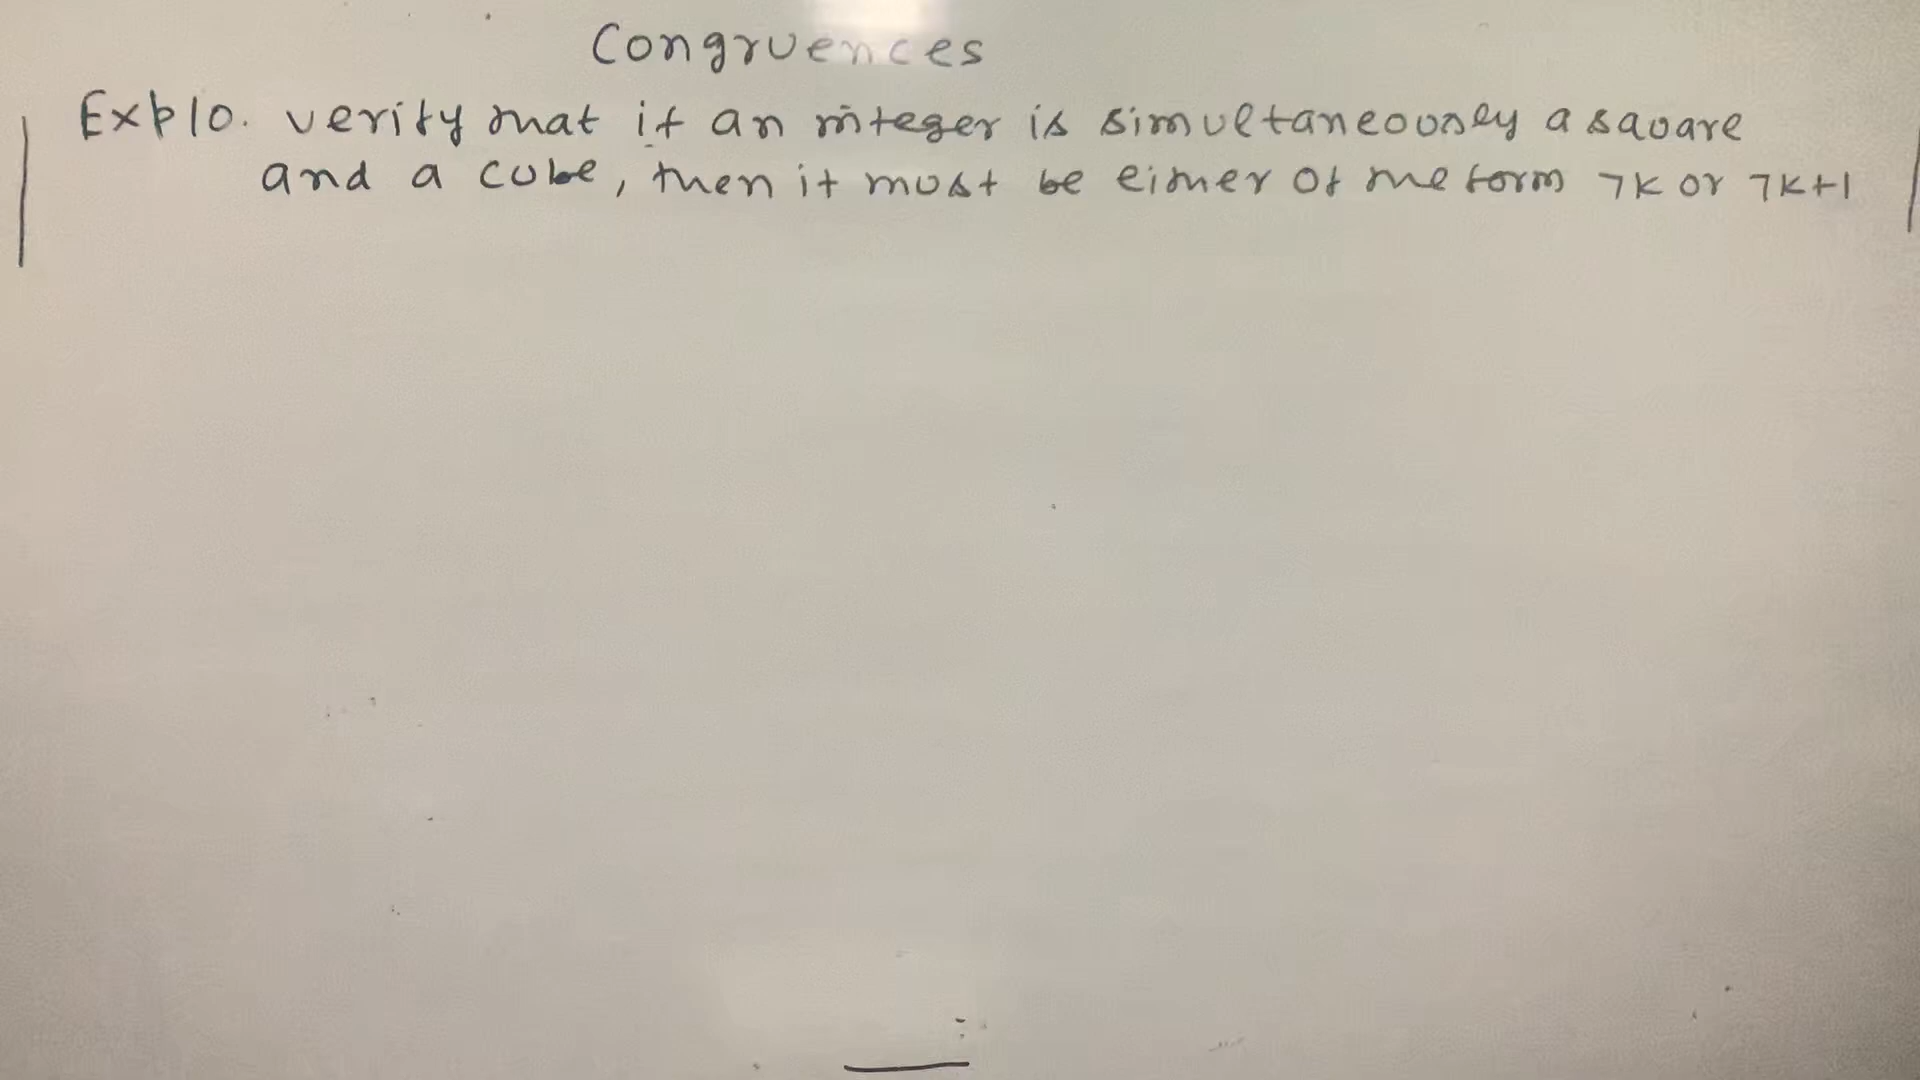 Congruences
Exp10. verify that if an integer is simultaneously a square
and a cube, then it must be either of the form 7k or 7k+1